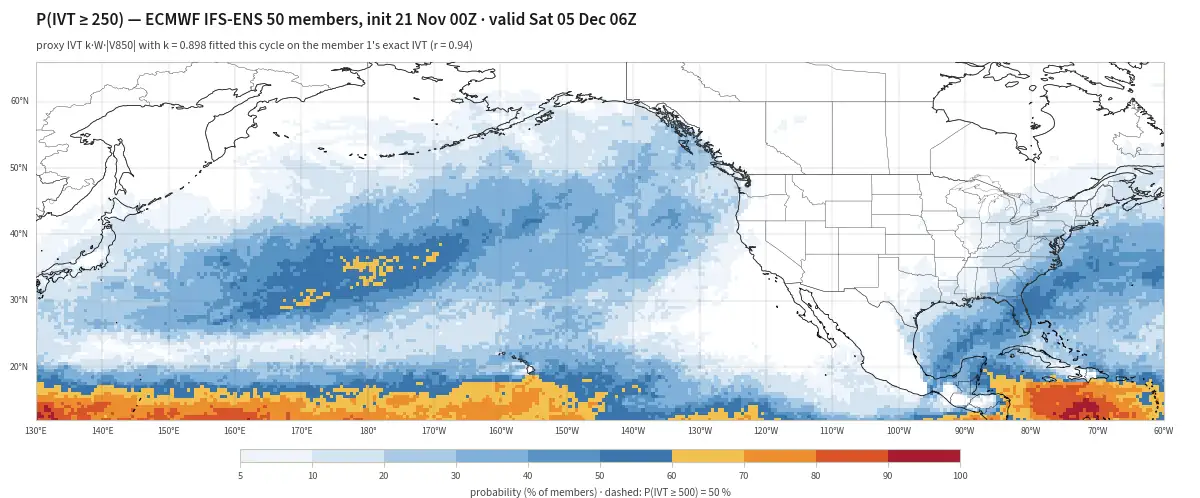 P(IVT ≥ 250) — ECMWF IFS-ENS 50 members, init 21 Nov 00Z · valid Sat 05 Dec 06Z
proxy IVT k·W·|V850| with k = 0.898 fitted this cycle on the member 1's exact IVT (r = 0.94)
60°N
50°N
40°N
30°N
20°N
130°E 140°E 150°E 160°E 170°E 180° 170°W 160°W 150°W 140°W 130°W 120°W 110°W 100°W 90°W 80°W 70°W 60°W
5 10 20 30 40 50 60 70 80 90 100
probability (% of members) · dashed: P(IVT ≥ 500) = 50 %